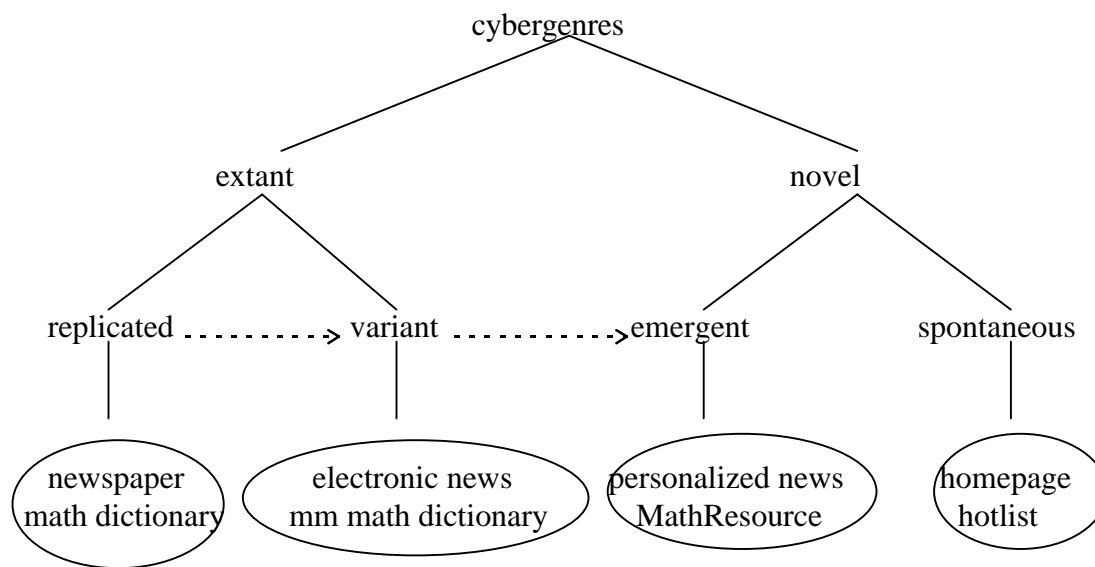 cybergenres
extant novel
replicated variant emergent spontaneous
newspaper electronic news personalized news homepage
math dictionary mm math dictionary MathResource hotlist